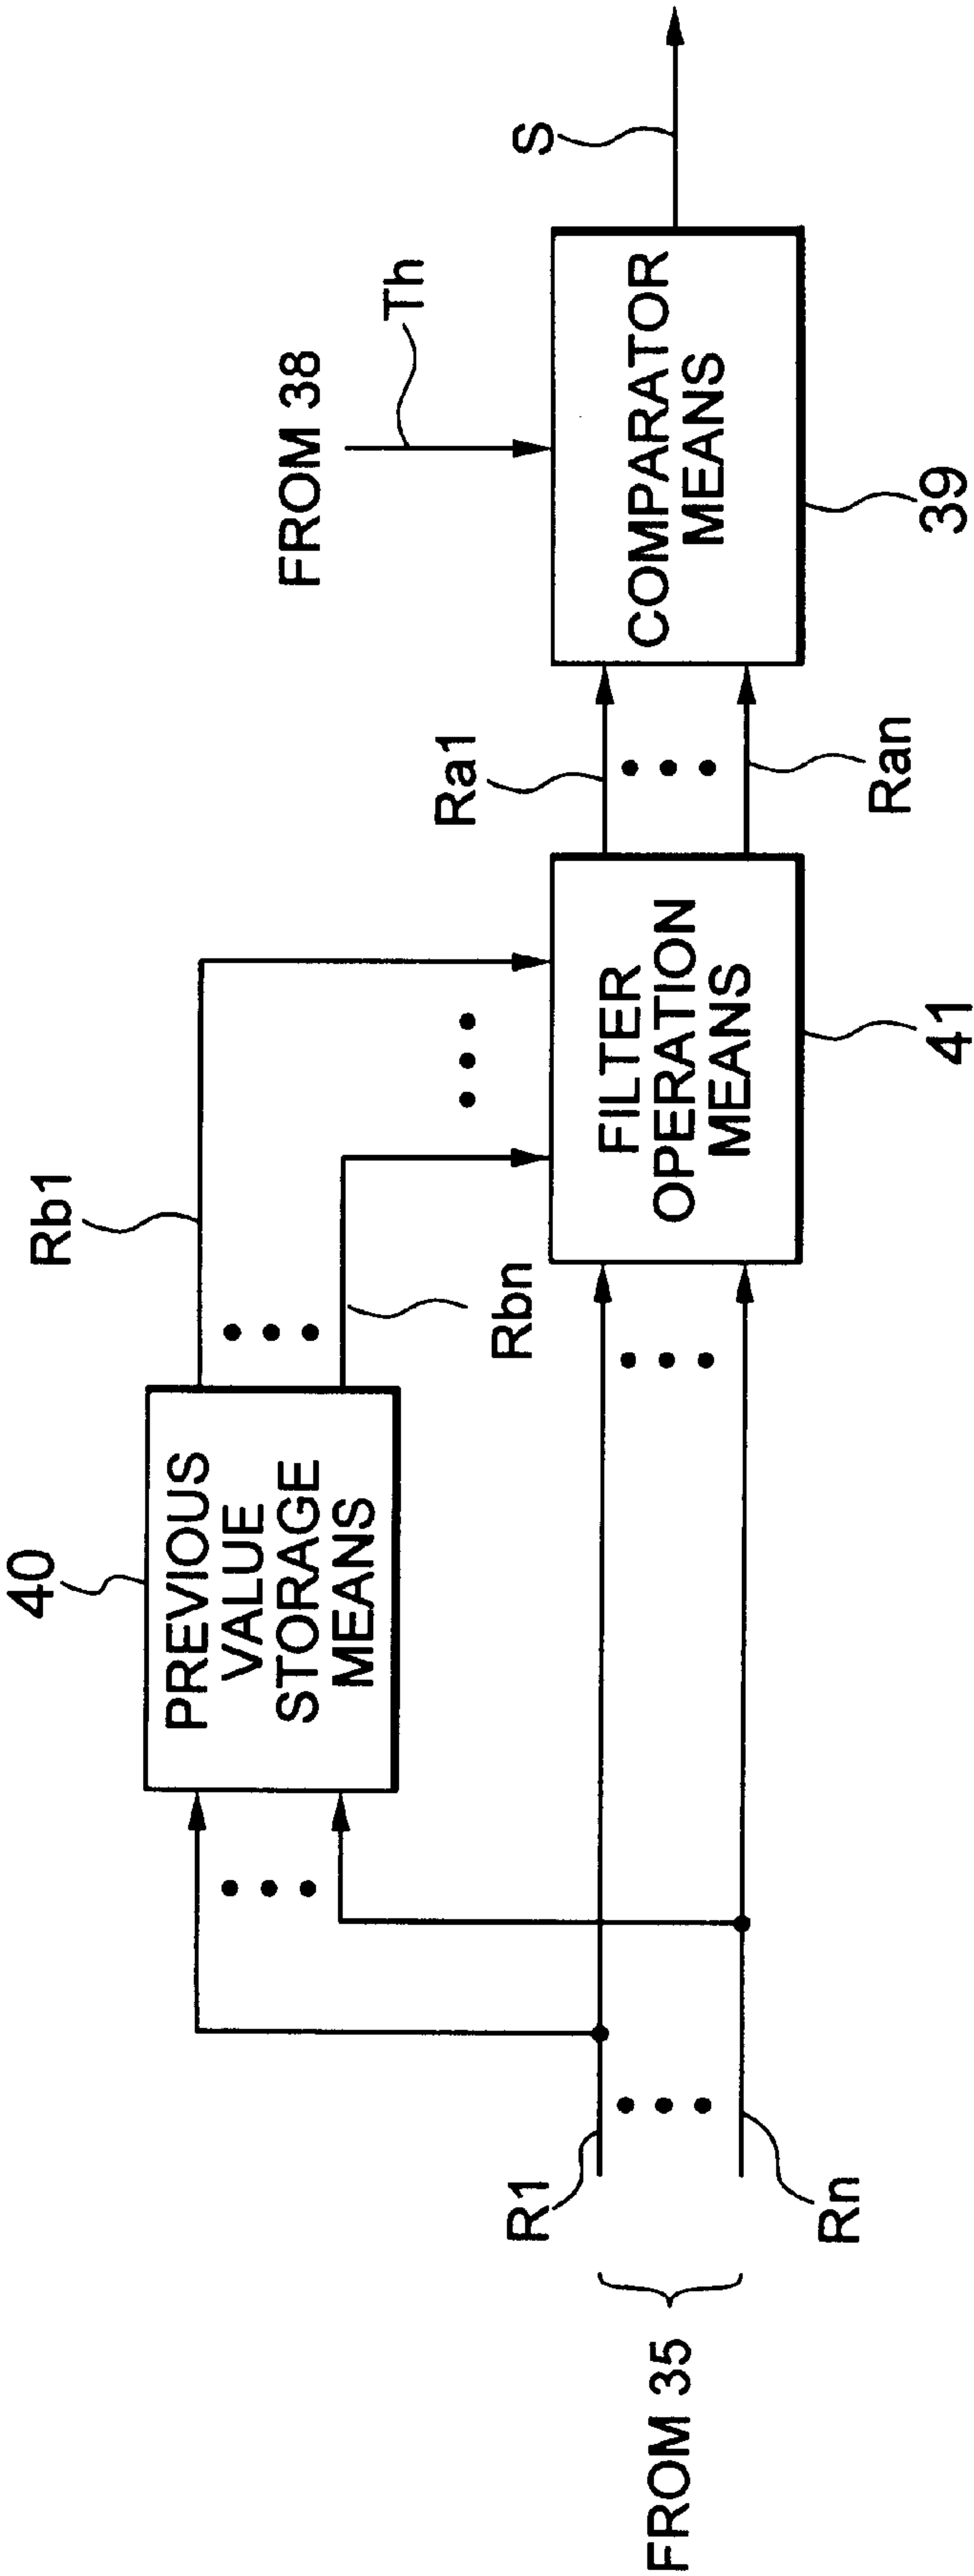 FROM 35
R1
Rn
40
PREVIOUS
VALUE
STORAGE
MEANS
Rb1
Rbn
FILTER
OPERATION
MEANS
41
Ra1
Ran
FROM 38
Th
COMPARATOR
MEANS
39
S